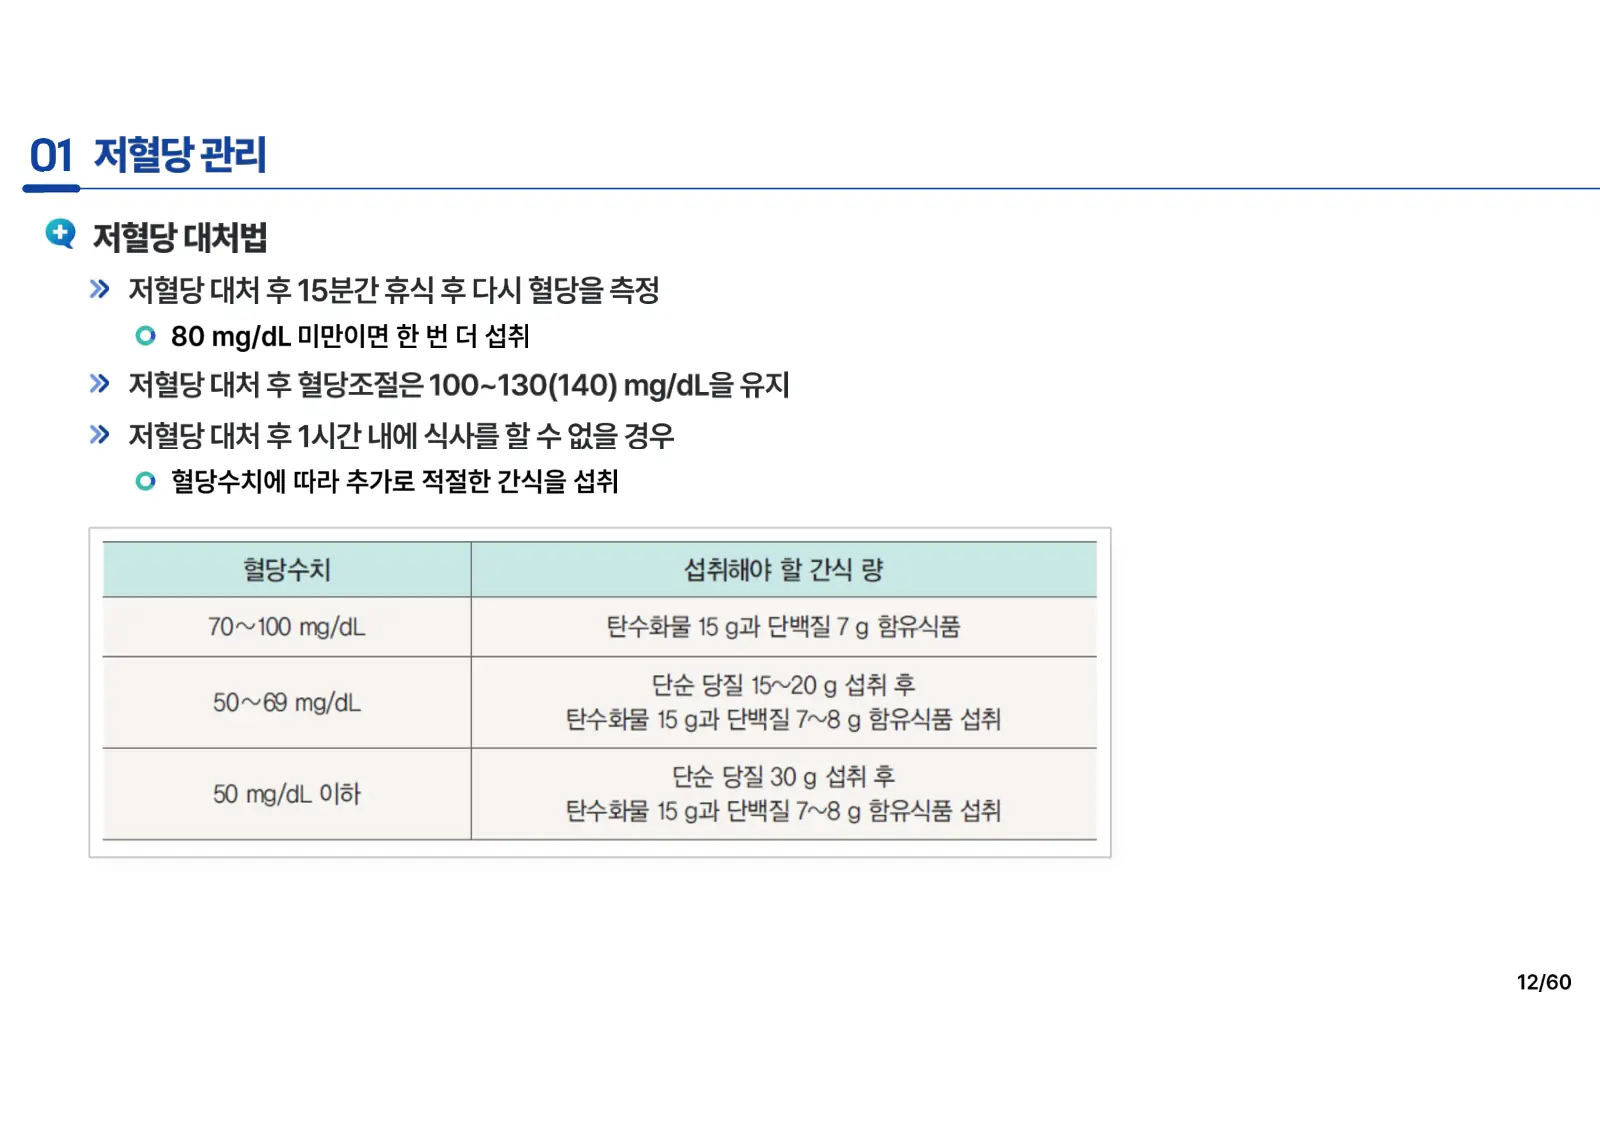 01 저혈당 관리
저혈당 대처법
저혈당 대처 후 15분간 휴식 후 다시 혈당을 측정
80 mg/dL 미만이면 한 번 더 섭취
저혈당 대처 후 혈당조절은 100~130(140) mg/dL을 유지
저혈당 대처 후 1시간 내에 식사를 할 수 없을 경우
혈당수치에 따라 추가로 적절한 간식을 섭취
혈당수치 섭취해야 할 간식 량
70～100 mg/dL 탄수화물 15 g과 단백질 7 g 함유식품
50～69 mg/dL 단순 당질 15～20 g 섭취 후
탄수화물 15 g과 단백질 7～8 g 함유식품 섭취
50 mg/dL 이하 단순 당질 30 g 섭취 후
탄수화물 15 g과 단백질 7～8 g 함유식품 섭취
12/60